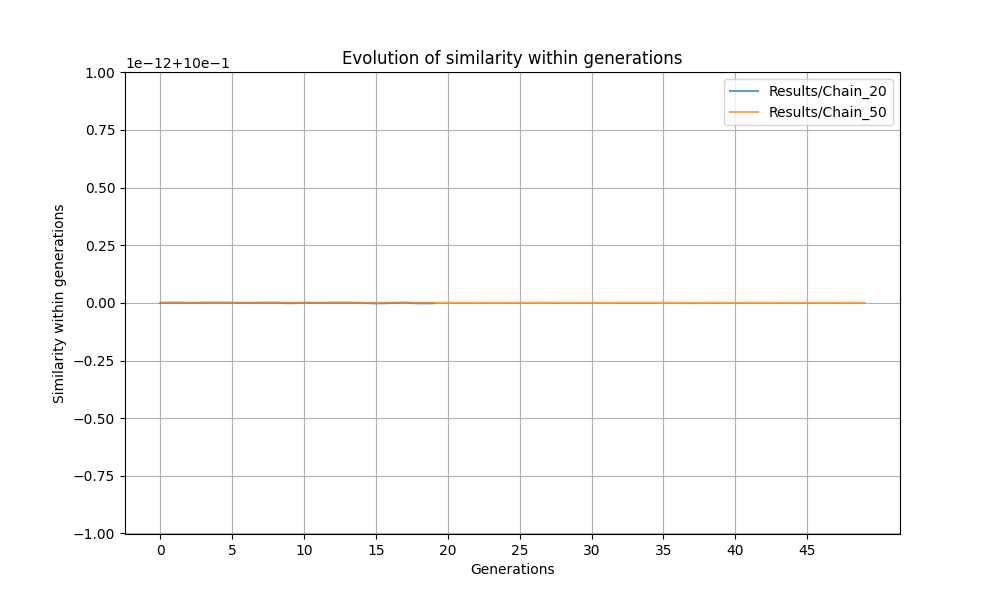 Evolution of similarity within generations
1e−12+10e−1
Results/Chain_20
Results/Chain_50
1.00
0.75
0.50
0.25
0.00
−0.25
−0.50
−0.75
−1.00
Similarity within generations
0 5 10 15 20 25 30 35 40 45
Generations